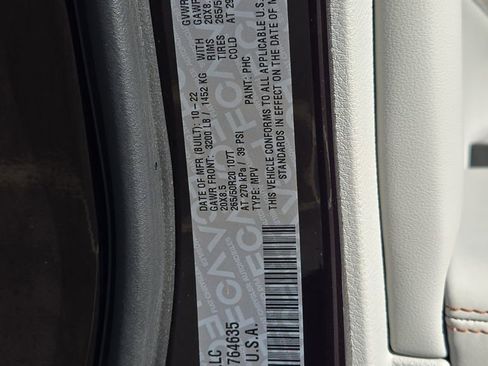 DATE OF MFR (BUILT): 10-22
GAWR FRONT: 3200 LB / 1452 KG
20X8.5
265/50R20 107T
AT 270 kPa / 39 PSI
TYPE: MPV
GVWR
GAWR
WITH 20X8.
RIMS
TIRES 265/5
COLD AT 29
PAINT: PHC
THIS VEHICLE CONFORMS TO ALL APPLICABLE U.S.A.
STANDARDS IN EFFECT ON THE DATE OF M
LLC
764635
U.S.A.